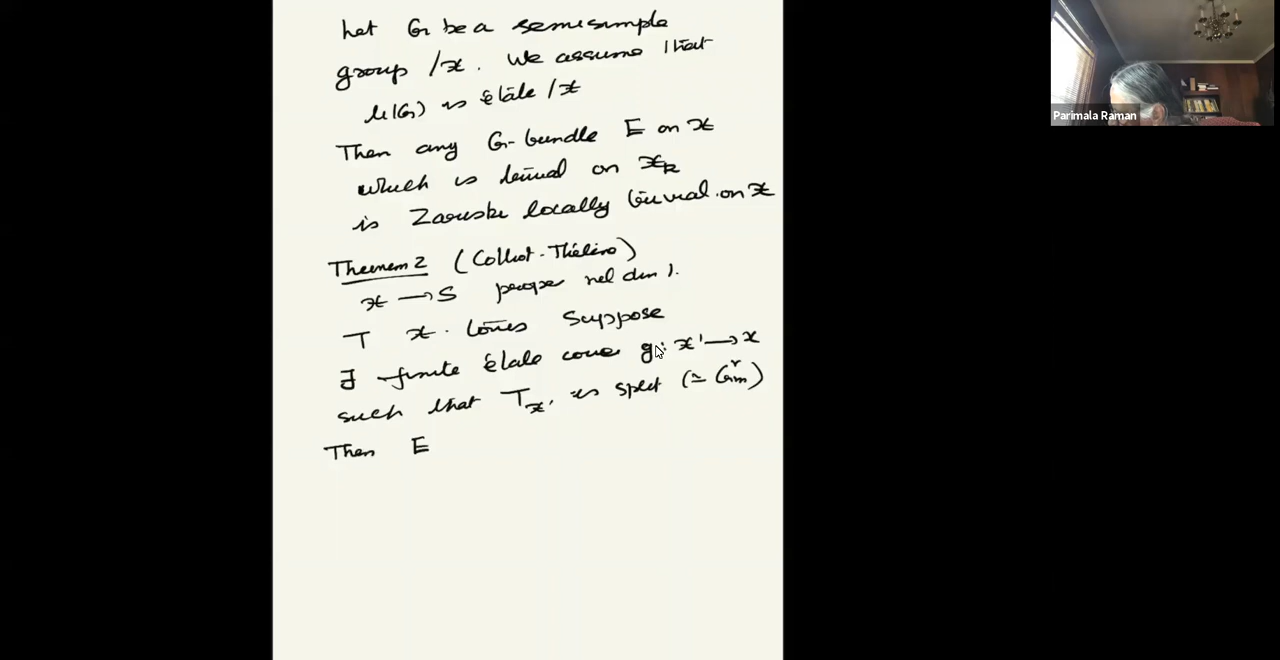 Let G be a semisimple
group /𝔛. We assume that
μ(G) is étale /𝔛
Then any G-bundle E on 𝔛
which is trivial on 𝔛_k
is Zariski locally trivial on 𝔛
Theorem 2 (Colliot-Thélène)
𝔛 → S proper rel dim 1.
T 𝔛-torus Suppose
∃ finite étale cover g: 𝔛' → 𝔛
such that T_𝔛' is split (≃ G_m^r)
Then E
Parimala Raman